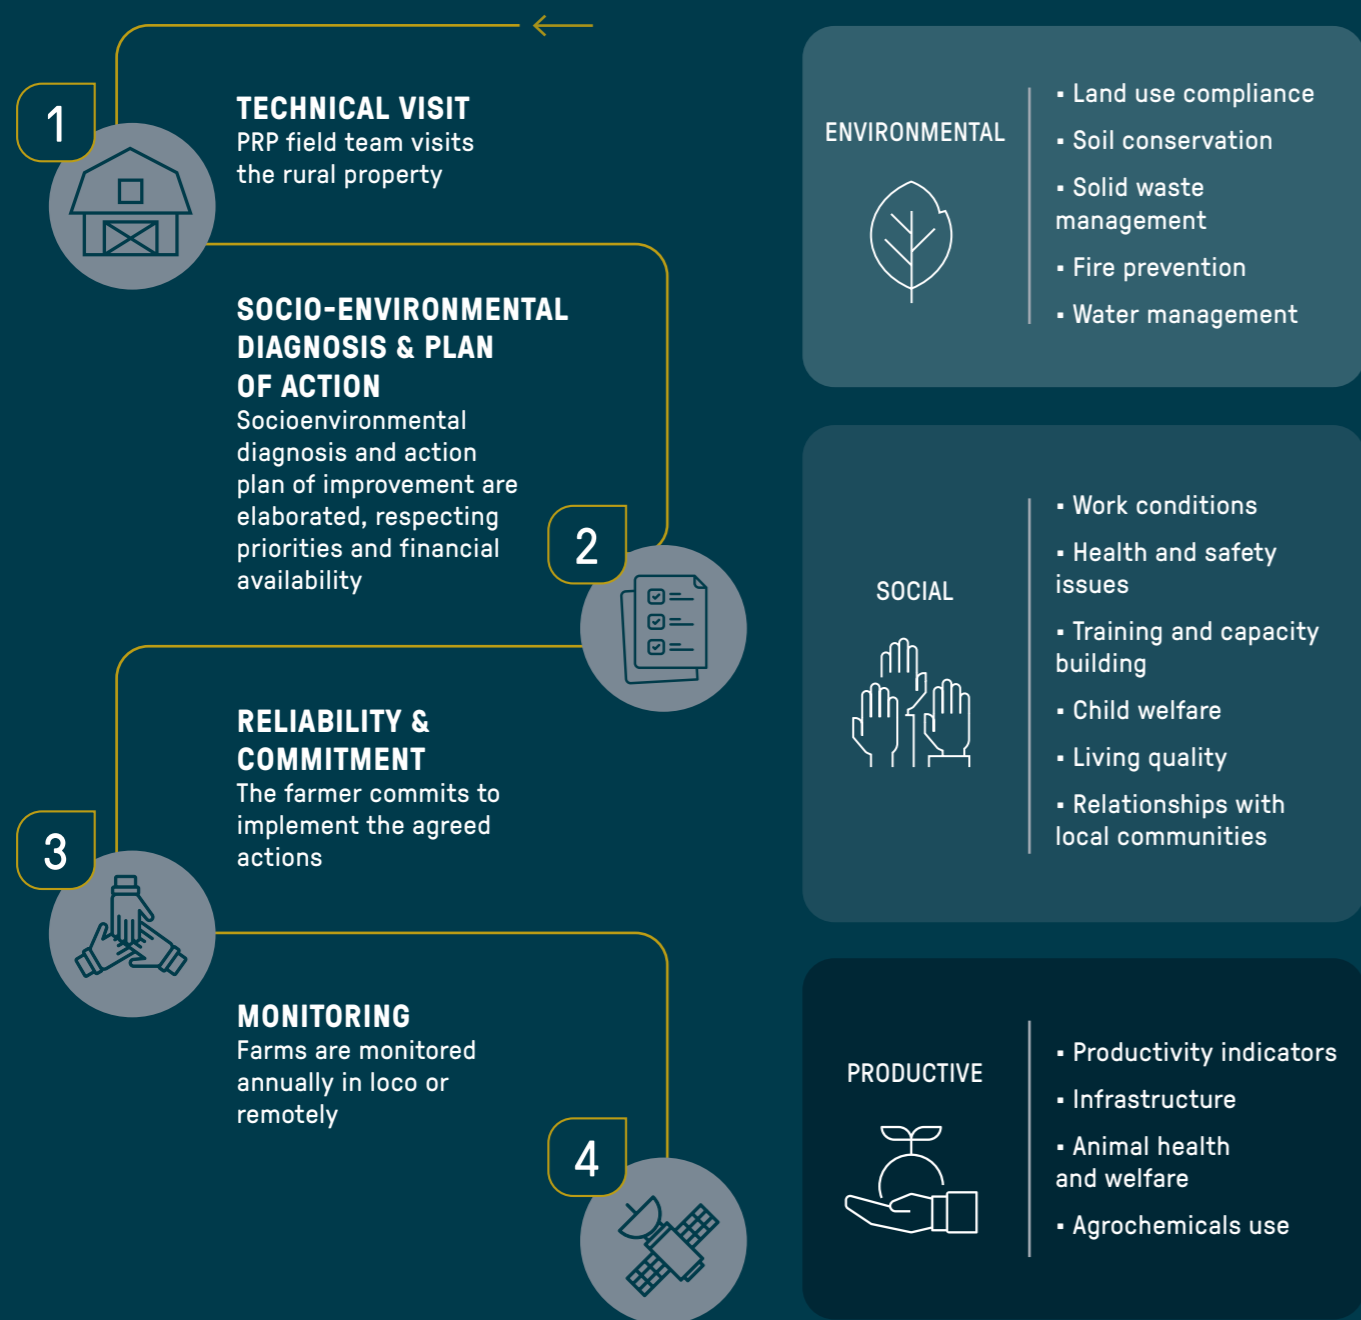 1
TECHNICAL VISIT
PRP field team visits
the rural property
SOCIO-ENVIRONMENTAL
DIAGNOSIS & PLAN
OF ACTION
Socioenvironmental
diagnosis and action
plan of improvement are
elaborated, respecting
priorities and financial
availability
2
RELIABILITY &
COMMITMENT
The farmer commits to
implement the agreed
actions
3
MONITORING
Farms are monitored
annually in loco or
remotely
4
ENVIRONMENTAL
▪ Land use compliance
▪ Soil conservation
▪ Solid waste
management
▪ Fire prevention
▪ Water management
SOCIAL
▪ Work conditions
▪ Health and safety
issues
▪ Training and capacity
building
▪ Child welfare
▪ Living quality
▪ Relationships with
local communities
PRODUCTIVE
▪ Productivity indicators
▪ Infrastructure
▪ Animal health
and welfare
▪ Agrochemicals use